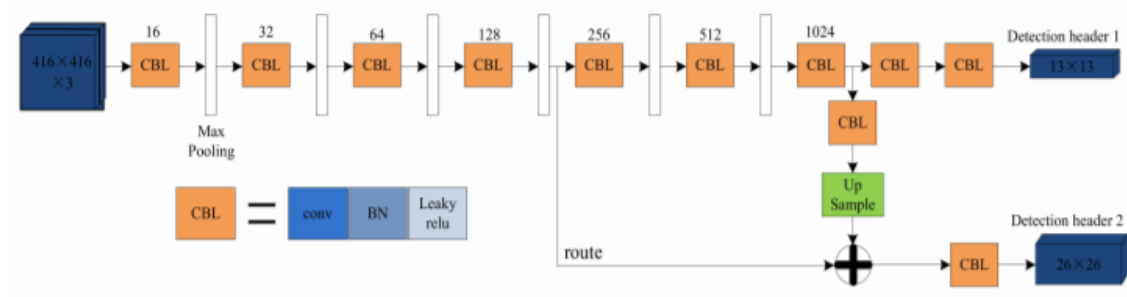 16
32
64
128
256
512
1024
Detection header 1
416×416
×3
CBL
CBL
CBL
CBL
CBL
CBL
CBL
CBL
CBL
13×13
Max
Pooling
CBL
Up
Sample
CBL
conv
BN
Leaky
relu
Detection header 2
route
CBL
26×26